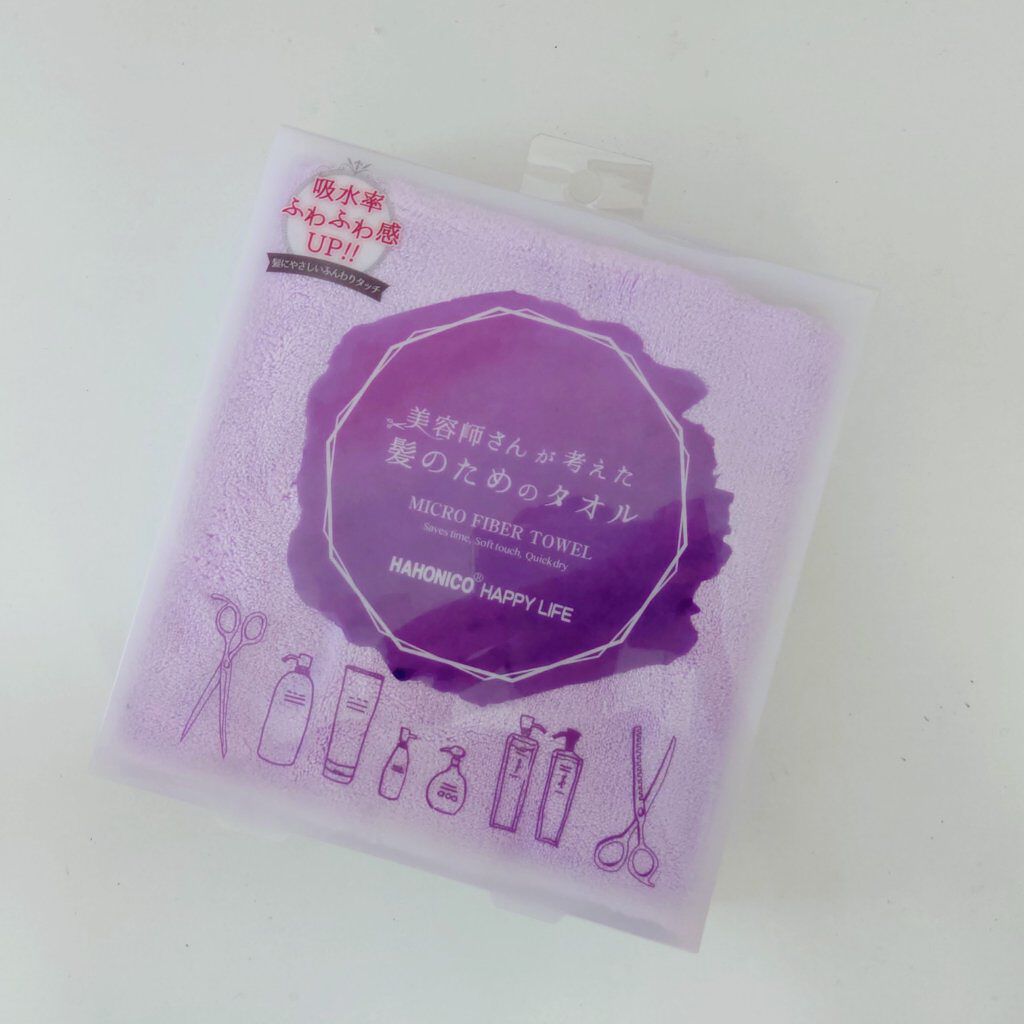 吸水率
ふわふわ感
UP!!
髪にやさしいふんわりタッチ
美容師さんが考えた
髪のためのタオル
MICRO FIBER TOWEL
Saves time, Soft touch, Quick dry
HAHONICO® HAPPY LIFE